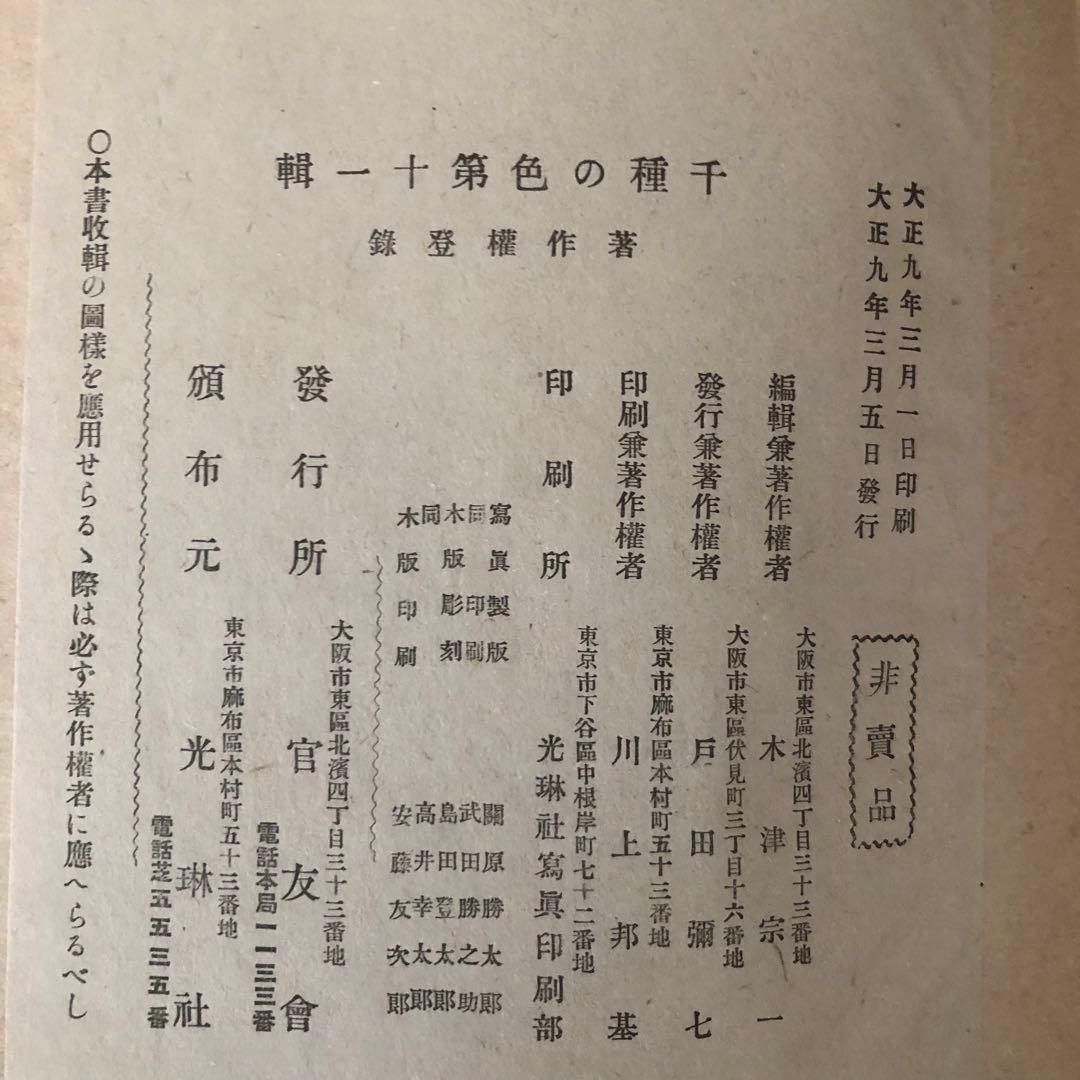 大正九年三月一日印刷
大正九年三月五日發行
非賣品
千種の色第十一輯
著作權登錄
編輯兼著作權者
大阪市東區北濱四丁目三十三番地
木津宗一
發行兼著作權者
大阪市東區伏見町三丁目十六番地
戶田彌七
印刷兼著作權者
東京市麻布區本村町五十三番地
川上邦基
印刷所
東京市下谷區中根岸町七十二番地
光琳社寫眞印刷部
寫眞製版
關原勝太郎
同印刷
武田勝之助
木版彫刻
島田登太郎
同
高井幸太郎
木版印刷
安藤友次郎
發行所
大阪市東區北濱四丁目三十三番地
官友會
電話本局一一三三番
頒布元
東京市麻布區本村町五十三番地
光琳社
電話芝五五三五番
〇本書收輯の圖樣を應用せらるゝ際は必ず著作權者に應へらるべし